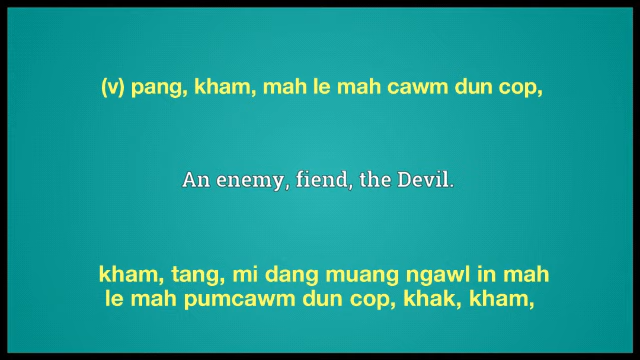 (v) pang, kham, mah le mah cawm dun cop,
An enemy, fiend, the Devil.
kham, tang, mi dang muang ngawl in mah
le mah pumcawm dun cop, khak, kham,